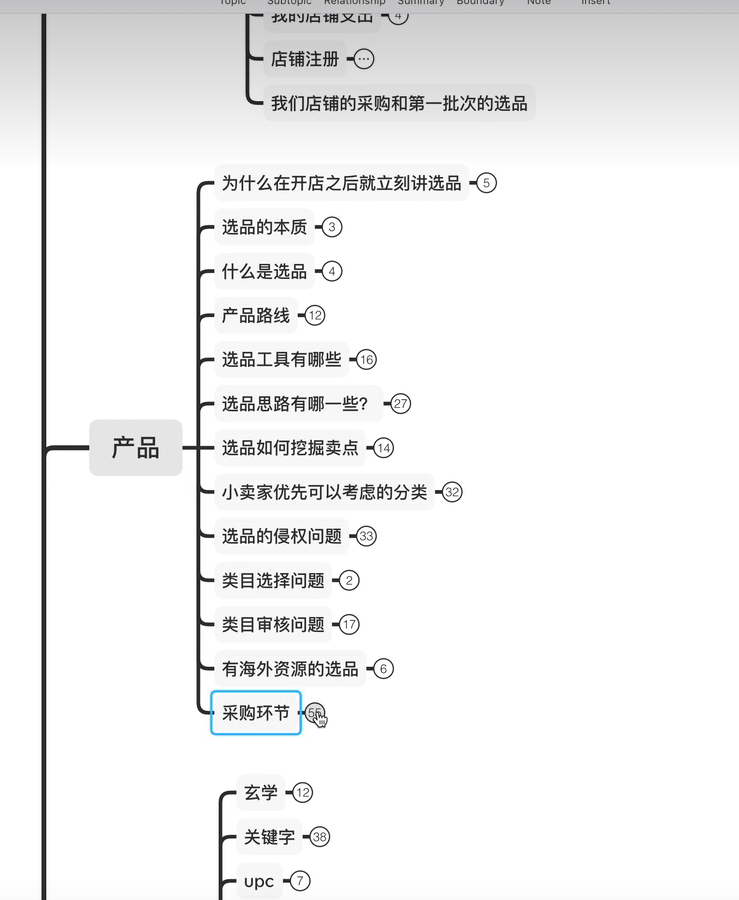 Topic Subtopic Relationship Summary Boundary Note Insert
我的店铺支出 4
店铺注册 ...
我们店铺的采购和第一批次的选品
为什么在开店之后就立刻讲选品 5
选品的本质 3
什么是选品 4
产品路线 12
选品工具有哪些 16
选品思路有哪一些？ 27
产品
选品如何挖掘卖点 14
小卖家优先可以考虑的分类 32
选品的侵权问题 33
类目选择问题 2
类目审核问题 17
有海外资源的选品 6
采购环节
玄学 12
关键字 38
upc 7